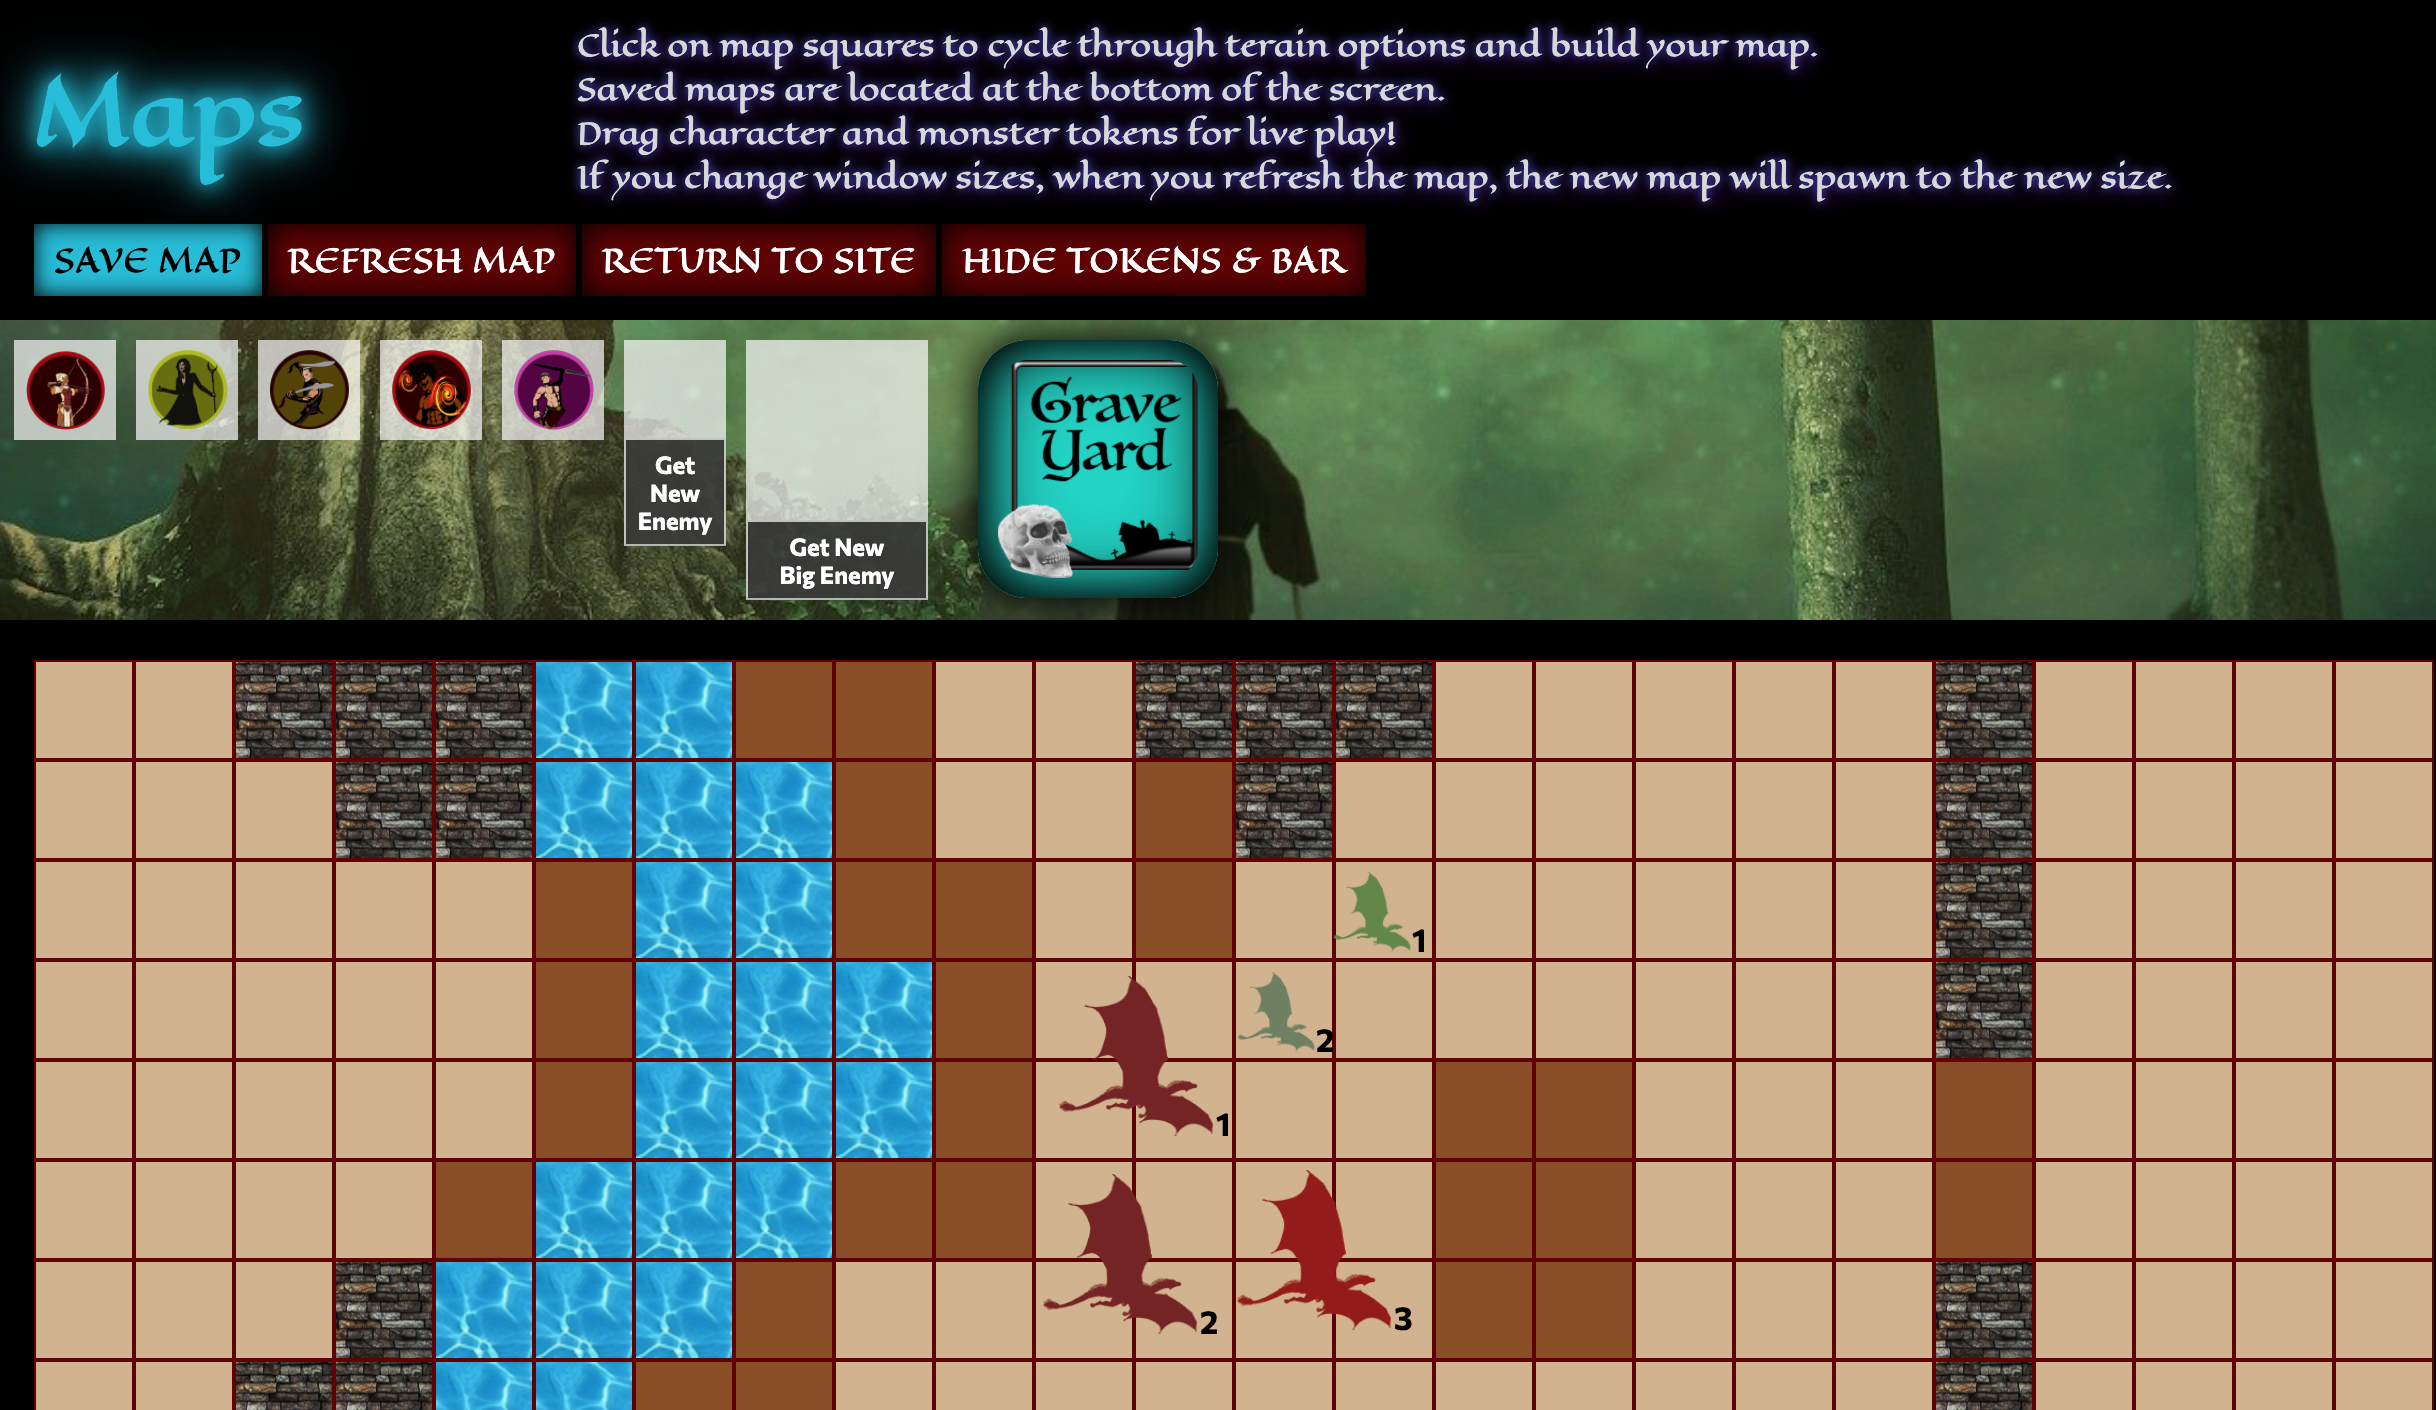 Maps
Click on map squares to cycle through terain options and build your map.
Saved maps are located at the bottom of the screen.
Drag character and monster tokens for live play!
If you change window sizes, when you refresh the map, the new map will spawn to the new size.
SAVE MAP
REFRESH MAP
RETURN TO SITE
HIDE TOKENS & BAR
Get
New
Enemy
Get New
Big Enemy
Grave
Yard
1
2
1
2
3